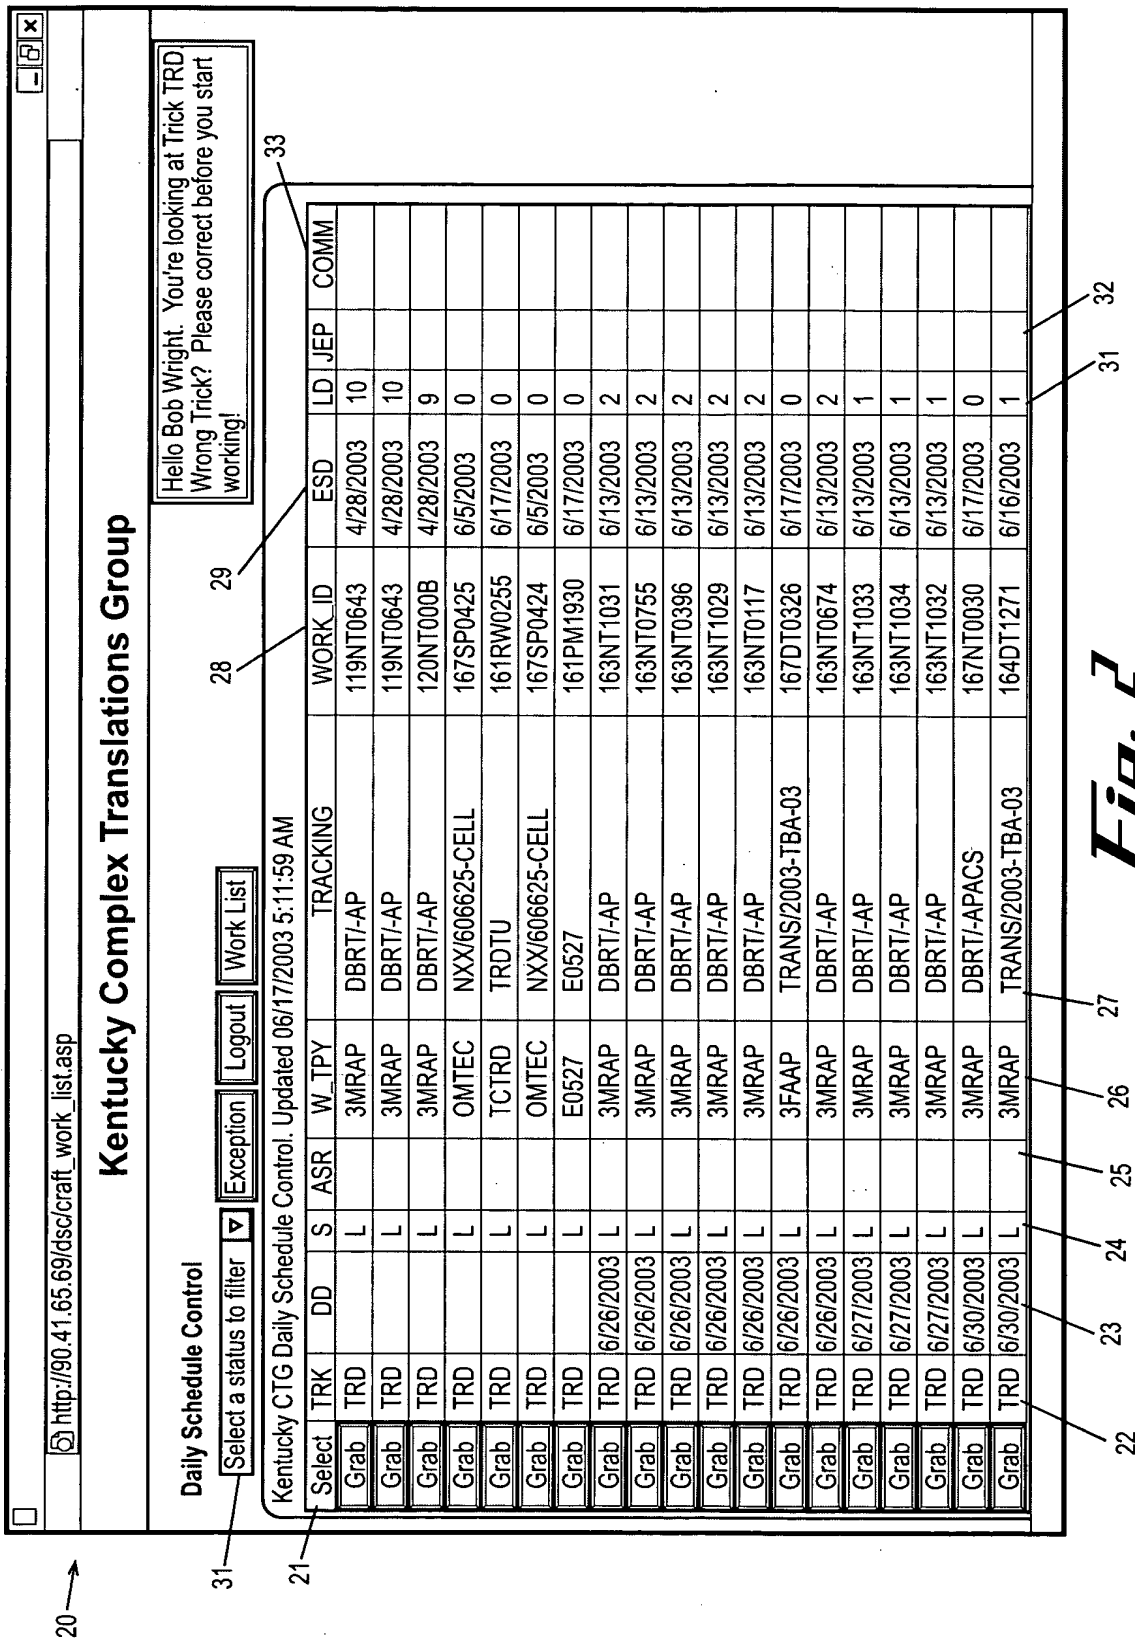 20
http://90.41.65.69/dsc/craft_work_list.asp
Kentucky Complex Translations Group
Hello Bob Wright. You're looking at Trick TRD
Wrong Trick? Please correct before you start
working!
Daily Schedule Control
31 Select a status to filter Exception Logout Work List
28 29 33
Kentucky CTG Daily Schedule Control. Updated 06/17/2003 5:11:59 AM
21
Select TRK DD S ASR W_TPY TRACKING WORK_ID ESD LD JEP COMM
Grab TRD L 3MRAP DBRT/-AP 119NT0643 4/28/2003 10
Grab TRD L 3MRAP DBRT/-AP 119NT0643 4/28/2003 10
Grab TRD L 3MRAP DBRT/-AP 120NT000B 4/28/2003 9
Grab TRD L OMTEC NXX/606625-CELL 167SP0425 6/5/2003 0
Grab TRD L TCTRD TRDTU 161RW0255 6/17/2003 0
Grab TRD L OMTEC NXX/606625-CELL 167SP0424 6/5/2003 0
Grab TRD L E0527 E0527 161PM1930 6/17/2003 0
Grab TRD 6/26/2003 L 3MRAP DBRT/-AP 163NT1031 6/13/2003 2
Grab TRD 6/26/2003 L 3MRAP DBRT/-AP 163NT0755 6/13/2003 2
Grab TRD 6/26/2003 L 3MRAP DBRT/-AP 163NT0396 6/13/2003 2
Grab TRD 6/26/2003 L 3MRAP DBRT/-AP 163NT1029 6/13/2003 2
Grab TRD 6/26/2003 L 3MRAP DBRT/-AP 163NT0117 6/13/2003 2
Grab TRD 6/26/2003 L 3FAAP TRANS/2003-TBA-03 167DT0326 6/17/2003 0
Grab TRD 6/26/2003 L 3MRAP DBRT/-AP 163NT0674 6/13/2003 2
Grab TRD 6/27/2003 L 3MRAP DBRT/-AP 163NT1033 6/13/2003 1
Grab TRD 6/27/2003 L 3MRAP DBRT/-AP 163NT1034 6/13/2003 1
Grab TRD 6/27/2003 L 3MRAP DBRT/-AP 163NT1032 6/13/2003 1
Grab TRD 6/30/2003 L 3MRAP DBRT/-APACS 167NT0030 6/17/2003 0
Grab TRD 6/30/2003 L 3MRAP TRANS/2003-TBA-03 164DT1271 6/16/2003 1
22 23 24 25 26 27 31 32
Fig. 2